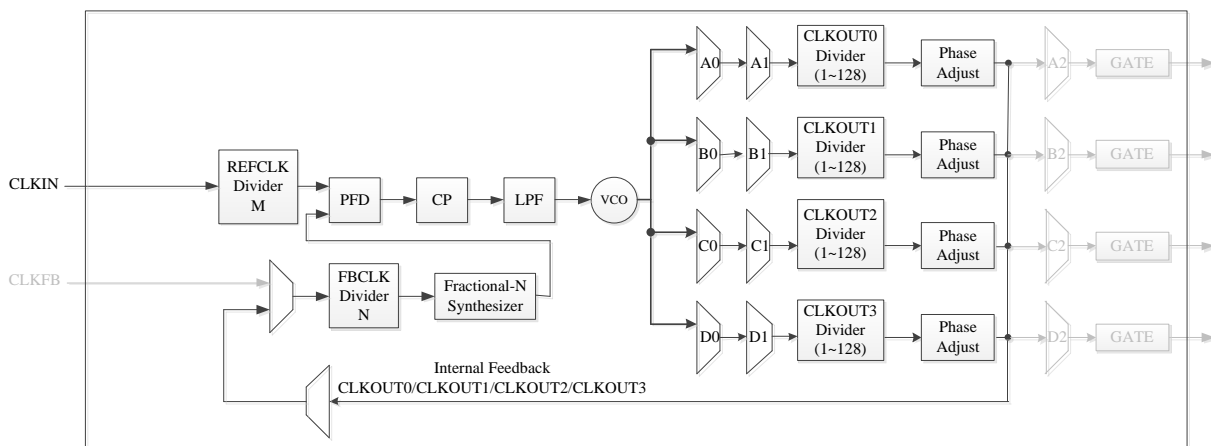 CLKOUT0
Divider
(1~128)
Phase
Adjust
A0
A1
A2
GATE
CLKOUT1
Divider
(1~128)
Phase
Adjust
B0
B1
B2
GATE
CLKIN
REFCLK
Divider
M
PFD
CP
LPF
VCO
CLKOUT2
Divider
(1~128)
Phase
Adjust
C0
C1
C2
GATE
CLKFB
FBCLK
Divider
N
Fractional-N
Synthesizer
CLKOUT3
Divider
(1~128)
Phase
Adjust
D0
D1
D2
GATE
Internal Feedback
CLKOUT0/CLKOUT1/CLKOUT2/CLKOUT3